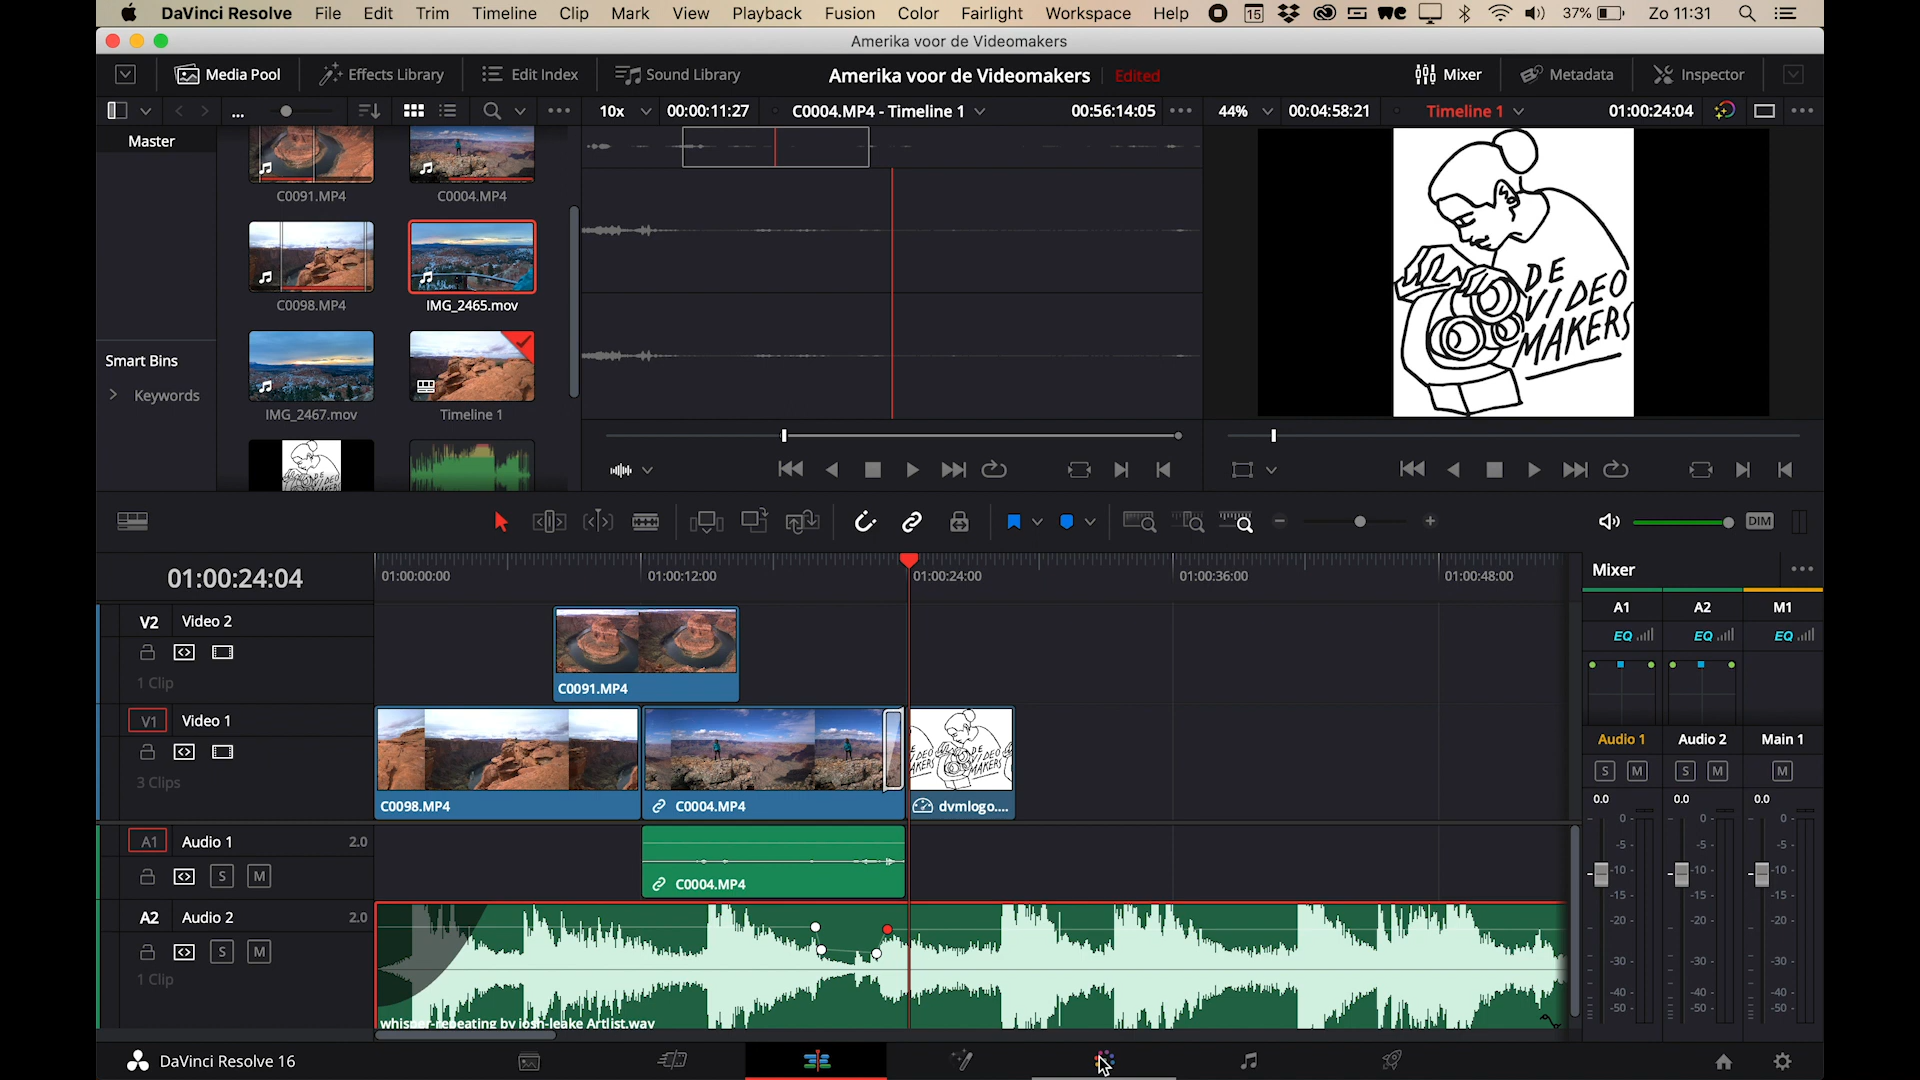 DaVinci Resolve File Edit Trim Timeline Clip Mark View Playback Fusion Color Fairlight Workspace Help 15 37% Zo 11:31
Amerika voor de Videomakers
Media Pool Effects Library Edit Index Sound Library Amerika voor de Videomakers Edited Mixer Metadata Inspector
... 10x 00:00:11:27 C0004.MP4 - Timeline 1 00:56:14:05 44% 00:04:58:21 Timeline 1 01:00:24:04
Master
C0091.MP4 C0004.MP4
C0098.MP4 IMG_2465.mov
Smart Bins
Keywords
IMG_2467.mov Timeline 1
DE
VIDEO
MAKERS
DIM
01:00:24:04 01:00:00:00 01:00:12:00 01:00:24:00 01:00:36:00 01:00:48:00
V2 Video 2
1 Clip
C0091.MP4
V1 Video 1
3 Clips
C0098.MP4 C0004.MP4 dvmlogo....
A1 Audio 1 2.0
S M
C0004.MP4
A2 Audio 2 2.0
S M
1 Clip
whisper-repeating by josh-leake Artlist.wav
Mixer
A1 A2 M1
EQ EQ EQ
Audio 1 Audio 2 Main 1
S M S M M
0.0 0.0 0.0
0- 0- 0-
-5- -5- -5-
-10- -10- -10-
-15- -15- -15-
-20- -20- -20-
-30- -30- -30-
-40- -40- -40-
-50- -50- -50-
DaVinci Resolve 16